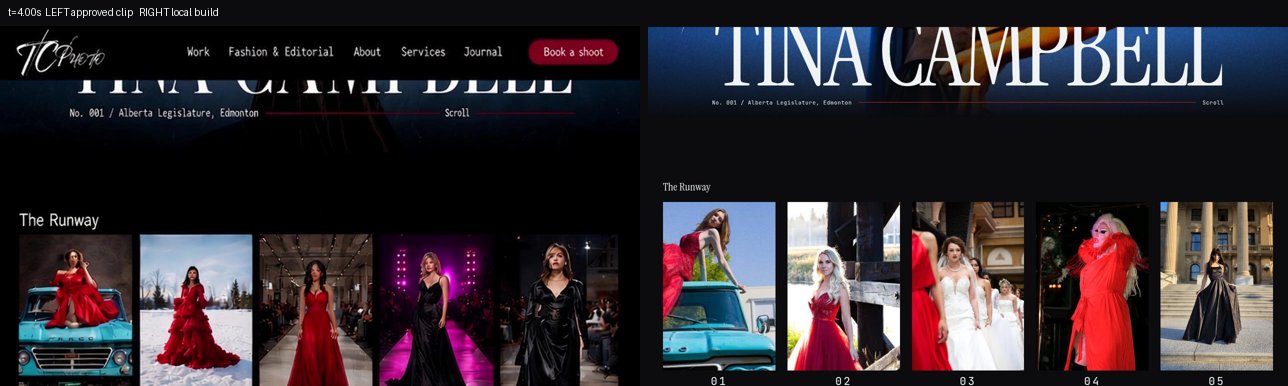 t=4.00s LEFT approved clip RIGHT local build
TC PHOTO
Work Fashion & Editorial About Services Journal Book a shoot
TINA CAMPBELL
No. 001 / Alberta Legislature, Edmonton Scroll
The Runway
TINA CAMPBELL
No. 001 / Alberta Legislature, Edmonton Scroll
The Runway
01 02 03 04 05